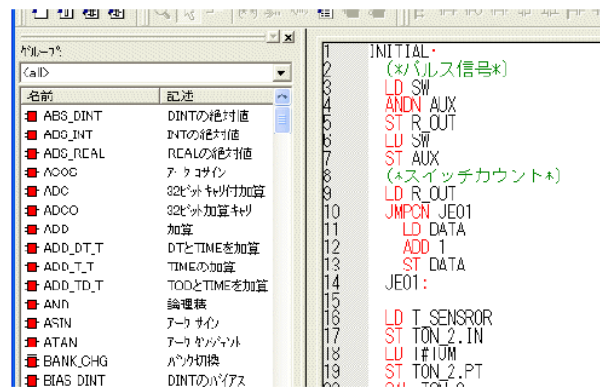 グループ:
<all>
名前 記述
ABS_DINT DINTの絶対値
ABS_INT INTの絶対値
ABS_REAL REALの絶対値
ACOS アークコサイン
ADC 32ビットキャリ付加算
ADCO 32ビット加算キャリ
ADD 加算
ADD_DT_T DTとTIMEを加算
ADD_T_T TIMEの加算
ADD_TD_T TODとTIMEを加算
AND 論理積
ASIN アークサイン
ATAN アークタンジェント
BANK_CHG バンク切換
BIAS_DINT DINTのバイアス
1 INITIAL:
2 (*パルス信号*)
3 LD SW
4 ANDN AUX
5 ST R_OUT
6 LD SW
7 ST AUX
8 (*スイッチカウント*)
9 LD R_OUT
10 JMPCN JE01
11 LD DATA
12 ADD 1
13 ST DATA
14 JE01:
15
16 LD T_SENSROR
17 ST TON_2.IN
18 LD T#10M
19 ST TON_2.PT